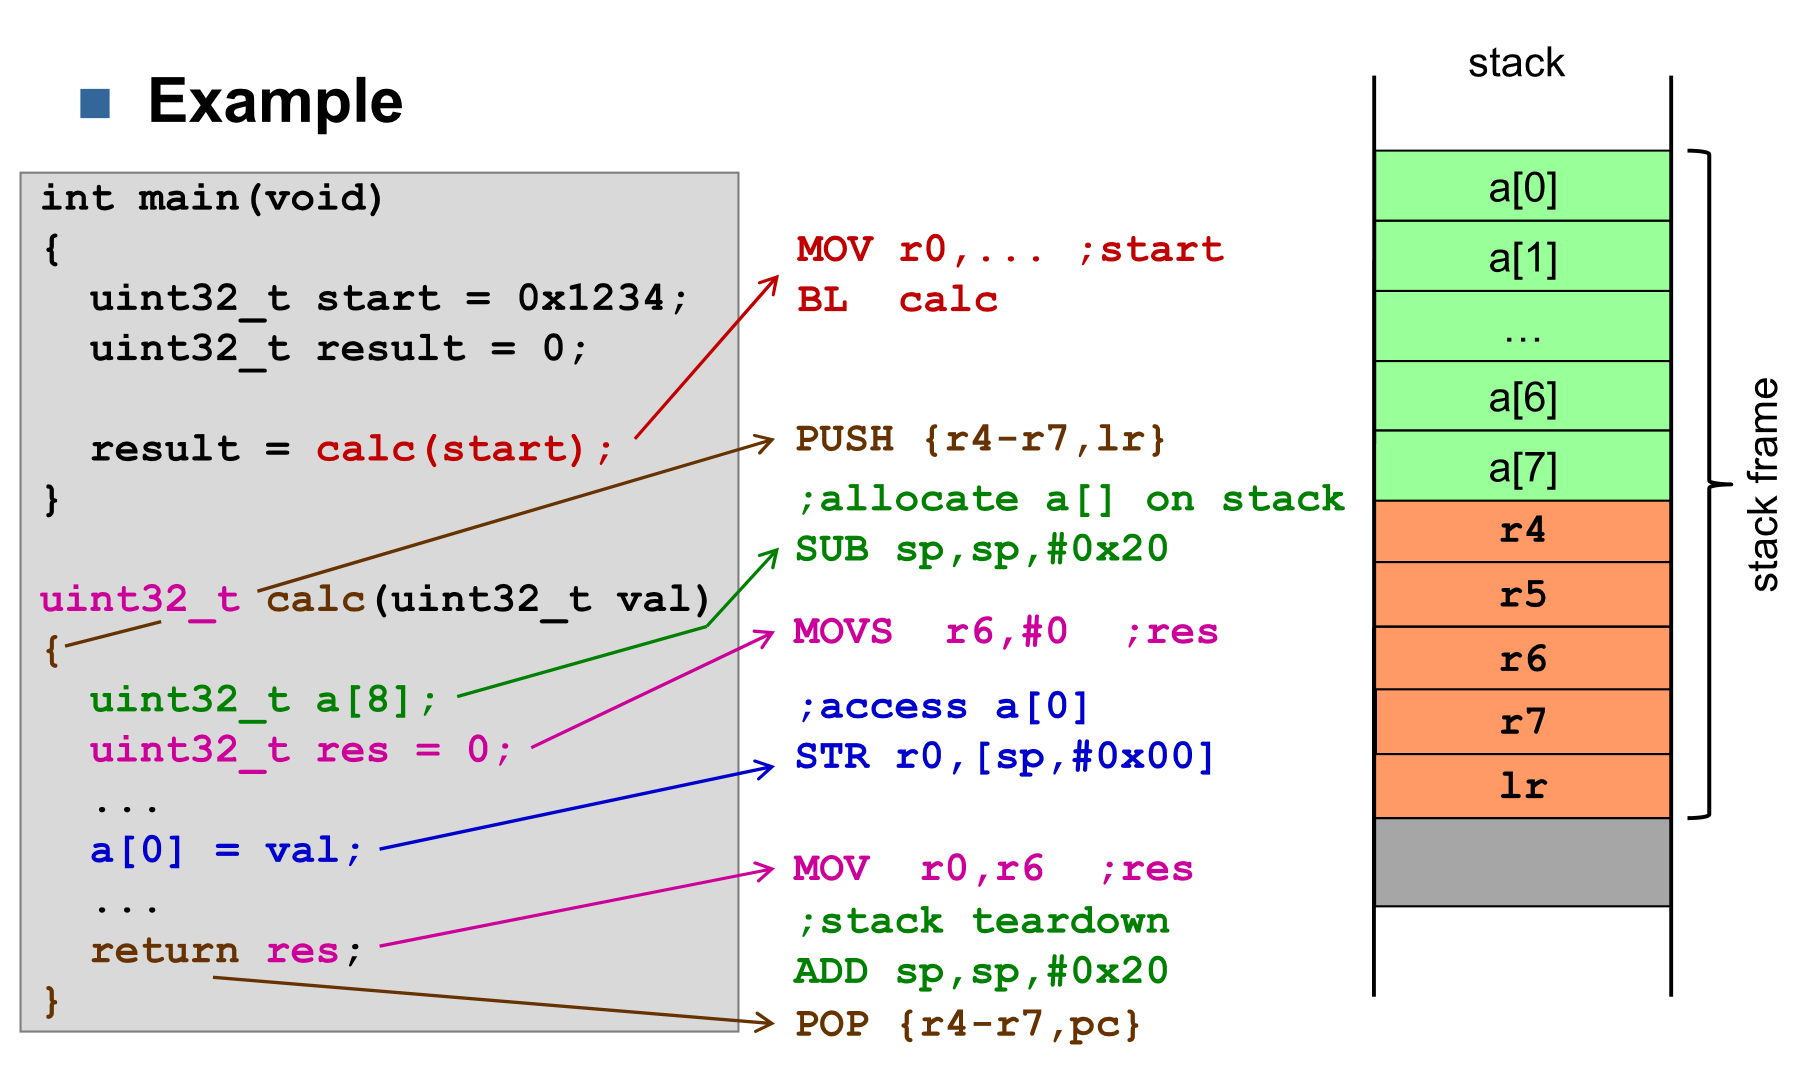 Example
int main(void)
{
uint32_t start = 0x1234;
uint32_t result = 0;
result = calc(start);
}
uint32_t calc(uint32_t val)
{
uint32_t a[8];
uint32_t res = 0;
...
a[0] = val;
...
return res;
}
MOV r0,... ;start
BL calc
PUSH {r4-r7,lr}
;allocate a[] on stack
SUB sp,sp,#0x20
MOVS r6,#0 ;res
;access a[0]
STR r0,[sp,#0x00]
MOV r0,r6 ;res
;stack teardown
ADD sp,sp,#0x20
POP {r4-r7,pc}
stack
a[0]
a[1]
...
a[6]
a[7]
r4
r5
r6
r7
lr
stack frame